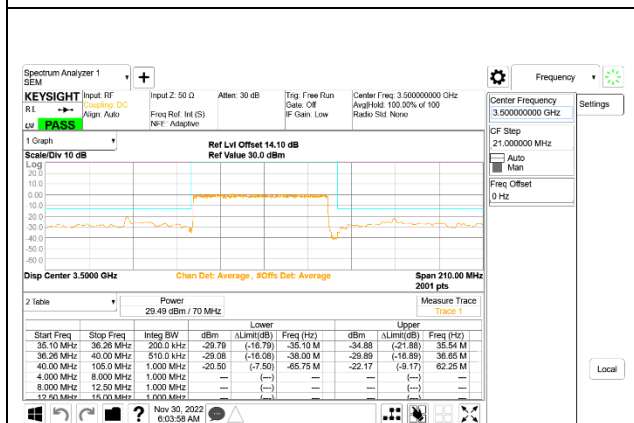 Spectrum Analyzer 1
SEM
Frequency
KEYSIGHT
RL
PASS
Input: RF
Coupling: DC
Align: Auto
Input Z: 50 Ω
Freq Ref: Int (S)
NFE: Adaptive
Atten: 30 dB
Trig: Free Run
Gate: Off
IF Gain: Low
Center Freq: 3.500000000 GHz
Avg|Hold: 100.00% of 100
Radio Std: None
Center Frequency
3.500000000 GHz
Settings
CF Step
21.000000 MHz
Auto
Man
Freq Offset
0 Hz
1 Graph
Scale/Div 10 dB
Ref Lvl Offset 14.10 dB
Ref Value 30.0 dBm
Log
20.0
10.0
0.00
-10.0
-20.0
-30.0
-40.0
-50.0
-60.0
Disp Center 3.5000 GHz
Chan Det: Average , #Offs Det: Average
Span 210.00 MHz
2001 pts
2 Table
Power
29.49 dBm / 70 MHz
Measure Trace
Trace 1
Lower Upper
Start Freq Stop Freq Integ BW dBm ΔLimit(dB) Freq (Hz) dBm ΔLimit(dB) Freq (Hz)
35.10 MHz 36.26 MHz 200.0 kHz -29.79 (-16.79) -35.10 M -34.88 (-21.88) 35.54 M
36.26 MHz 40.00 MHz 510.0 kHz -29.08 (-16.08) -38.00 M -29.89 (-16.89) 36.65 M
40.00 MHz 105.0 MHz 1.000 MHz -20.50 (-7.50) -65.75 M -22.17 (-9.17) 62.25 M
4.000 MHz 8.000 MHz 1.000 MHz --- (---) --- --- (---) ---
8.000 MHz 12.50 MHz 1.000 MHz --- (---) --- --- (---) ---
12.50 MHz 15.00 MHz 1.000 MHz --- (---) --- --- (---) ---
Local
?
Nov 30, 2022
6:03:58 AM